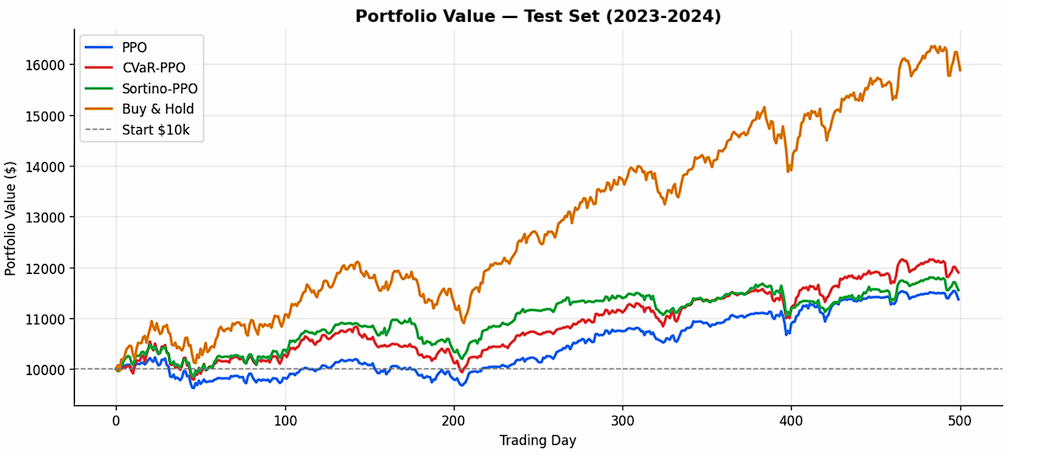 Portfolio Value — Test Set (2023-2024)
PPO
CVaR-PPO
Sortino-PPO
Buy & Hold
Start $10k
Portfolio Value ($)
16000
15000
14000
13000
12000
11000
10000
0 100 200 300 400 500
Trading Day